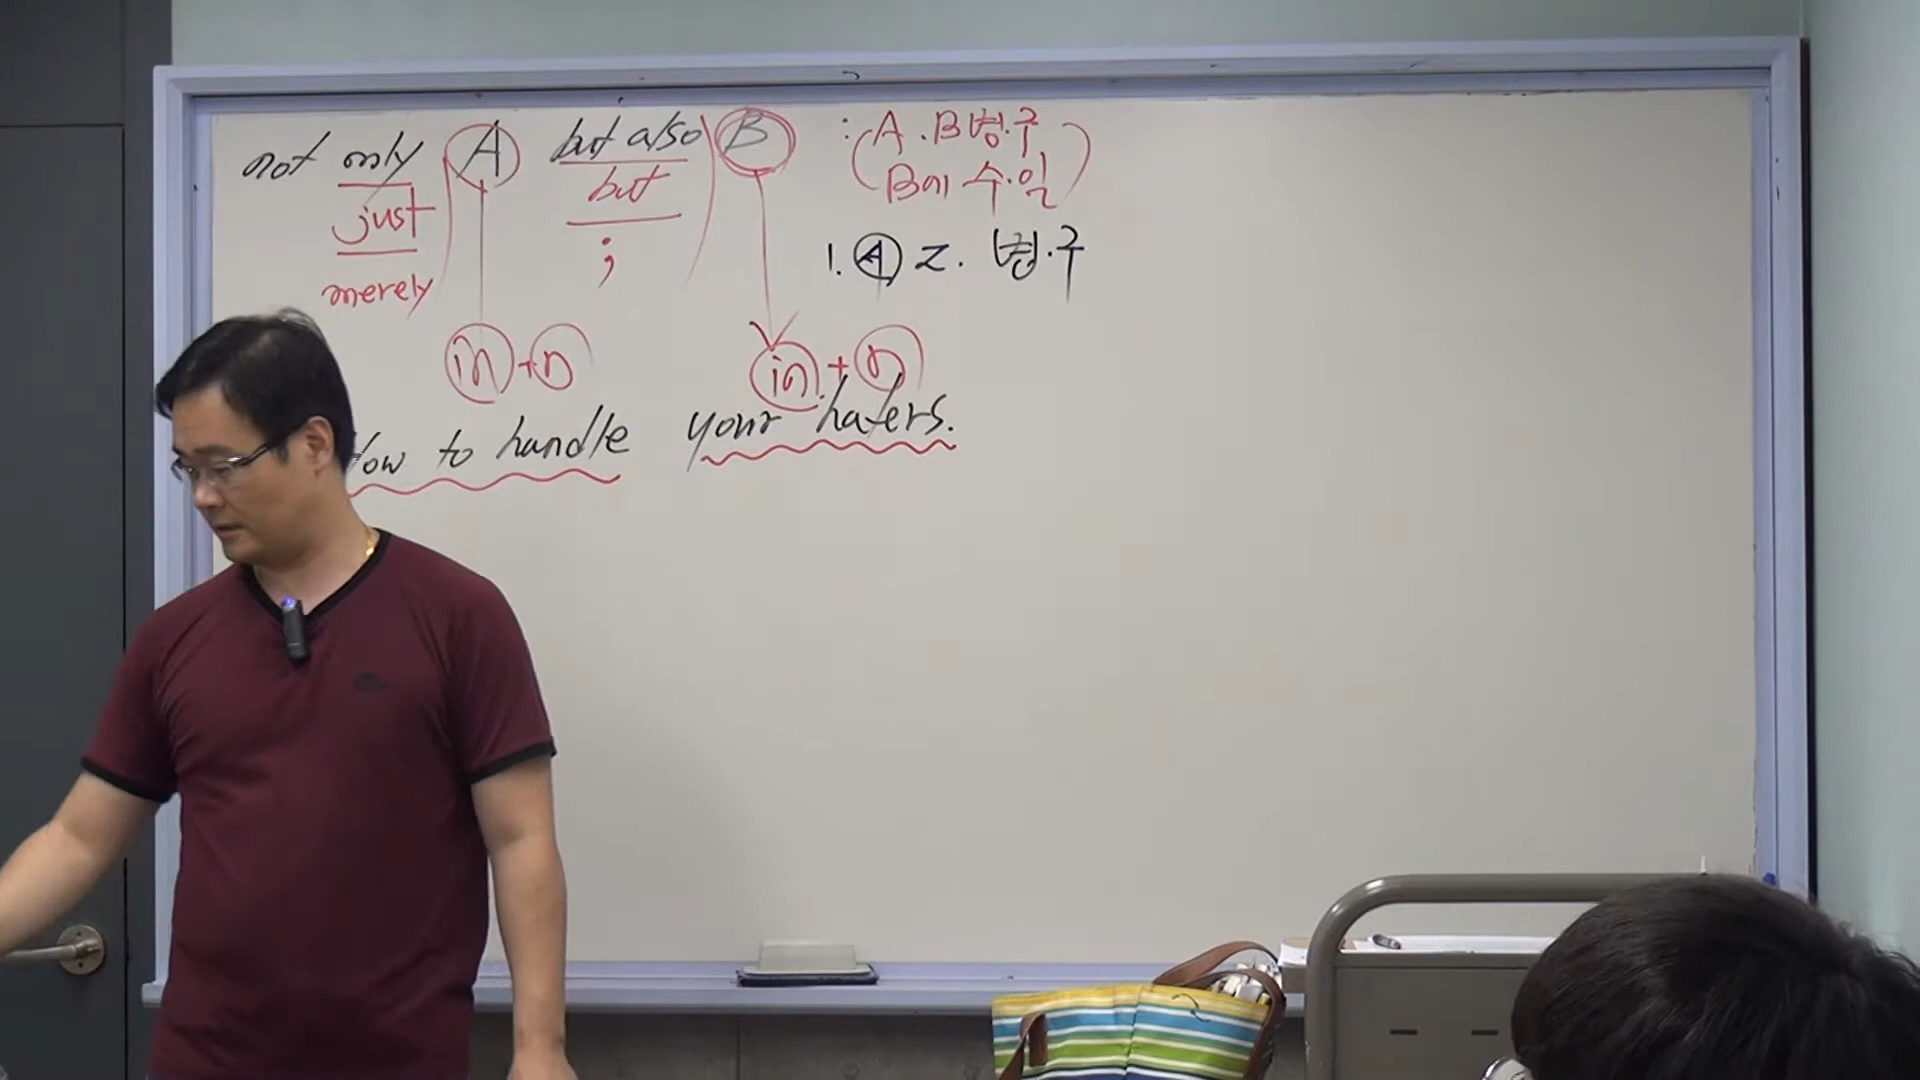 not only A but also B : (A.B병.구
just but B에 수.일)
merely ;
1. Ⓐ 2. 병.구
in + n in + n
How to handle your haters.